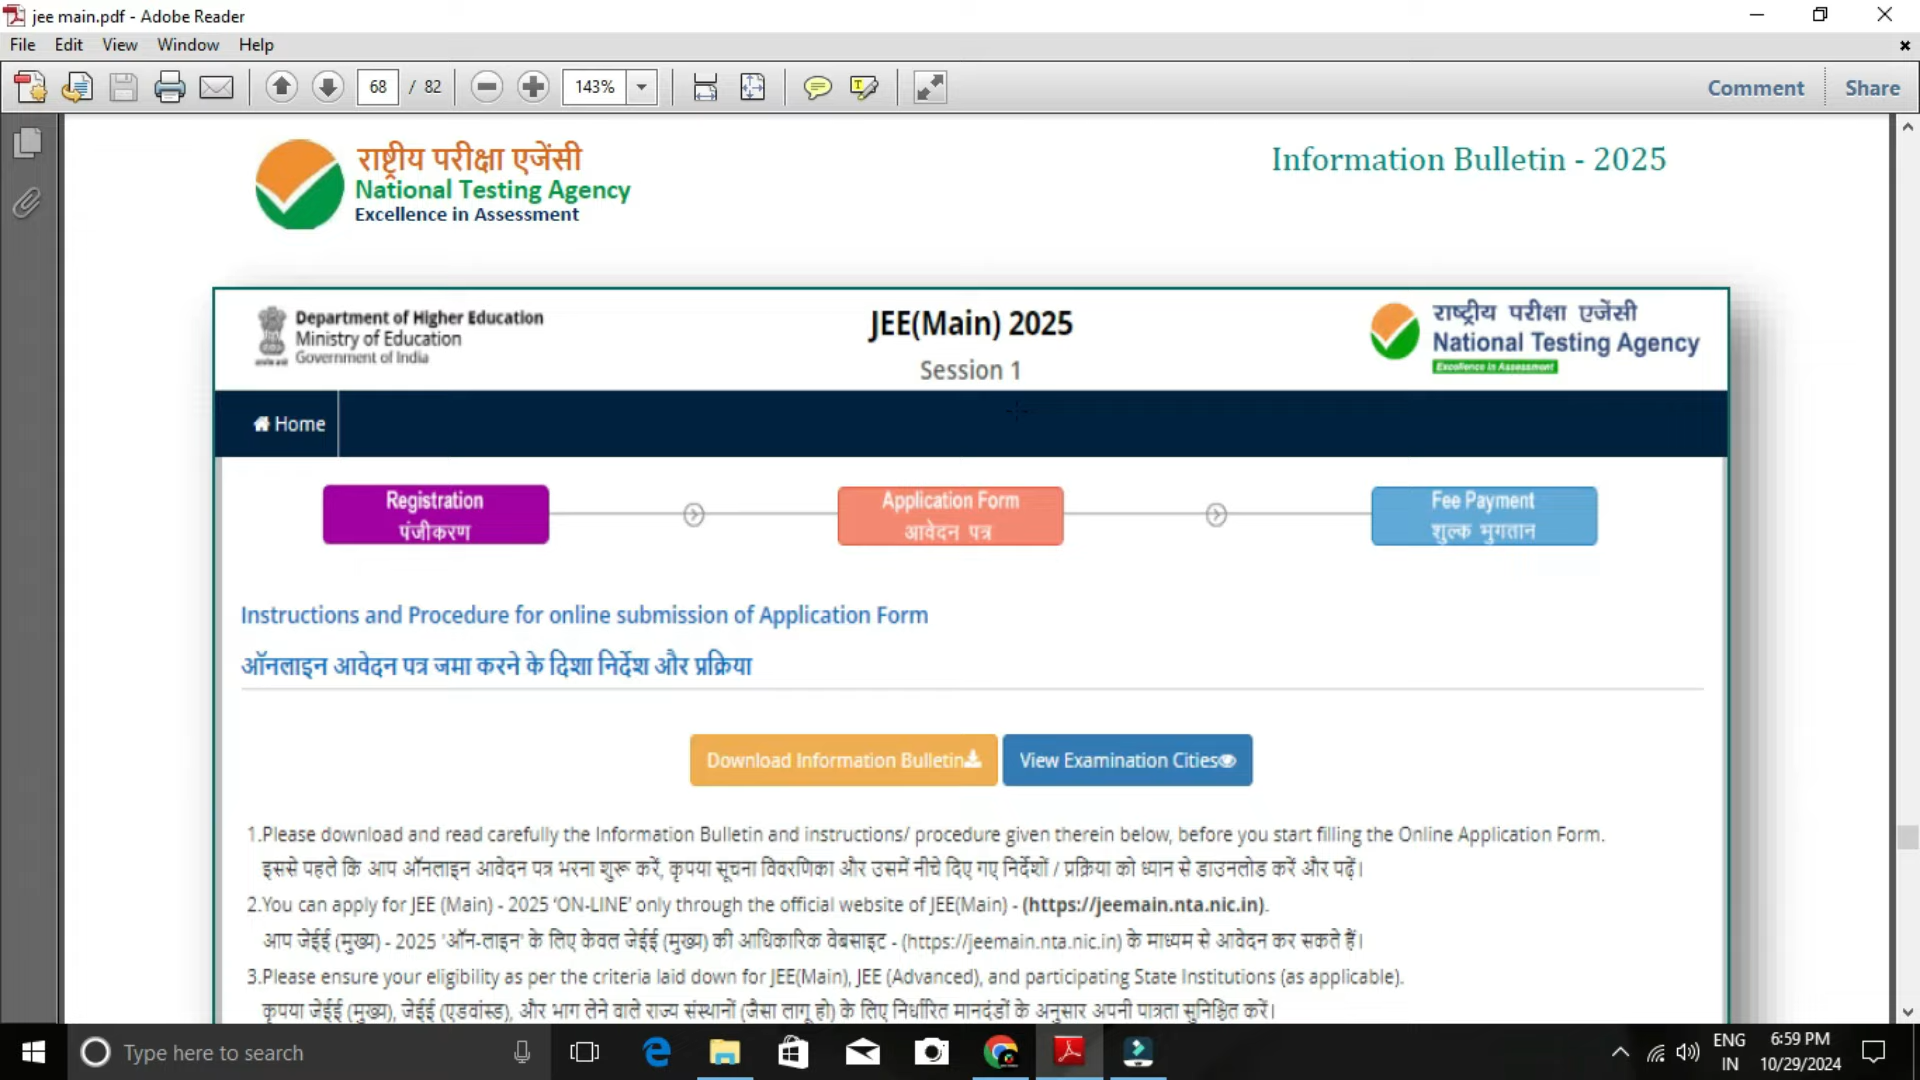 jee main.pdf - Adobe Reader
File Edit View Window Help
68 / 82 143% Comment Share
राष्ट्रीय परीक्षा एजेंसी
National Testing Agency
Excellence in Assessment
Information Bulletin - 2025
Department of Higher Education
Ministry of Education
Government of India
JEE(Main) 2025
Session 1
राष्ट्रीय परीक्षा एजेंसी
National Testing Agency
Excellence in Assessment
Home
Registration
पंजीकरण
Application Form
आवेदन पत्र
Fee Payment
शुल्क भुगतान
Instructions and Procedure for online submission of Application Form
ऑनलाइन आवेदन पत्र जमा करने के दिशा निर्देश और प्रक्रिया
Download Information Bulletin View Examination Cities
1.Please download and read carefully the Information Bulletin and instructions/ procedure given therein below, before you start filling the Online Application Form.
इससे पहले कि आप ऑनलाइन आवेदन पत्र भरना शुरू करें, कृपया सूचना विवरणिका और उसमें नीचे दिए गए निर्देशों / प्रक्रिया को ध्यान से डाउनलोड करें और पढ़ें।
2.You can apply for JEE (Main) - 2025 ‘ON-LINE’ only through the official website of JEE(Main) - (https://jeemain.nta.nic.in).
आप जेईई (मुख्य) - 2025 'ऑन-लाइन' के लिए केवल जेईई (मुख्य) की आधिकारिक वेबसाइट - (https://jeemain.nta.nic.in) के माध्यम से आवेदन कर सकते हैं।
3.Please ensure your eligibility as per the criteria laid down for JEE(Main), JEE (Advanced), and participating State Institutions (as applicable).
कृपया जेईई (मुख्य), जेईई (एडवांस्ड), और भाग लेने वाले राज्य संस्थानों (जैसा लागू हो) के लिए निर्धारित मानदंडों के अनुसार अपनी पात्रता सुनिश्चित करें।
Type here to search
ENG
IN
6:59 PM
10/29/2024